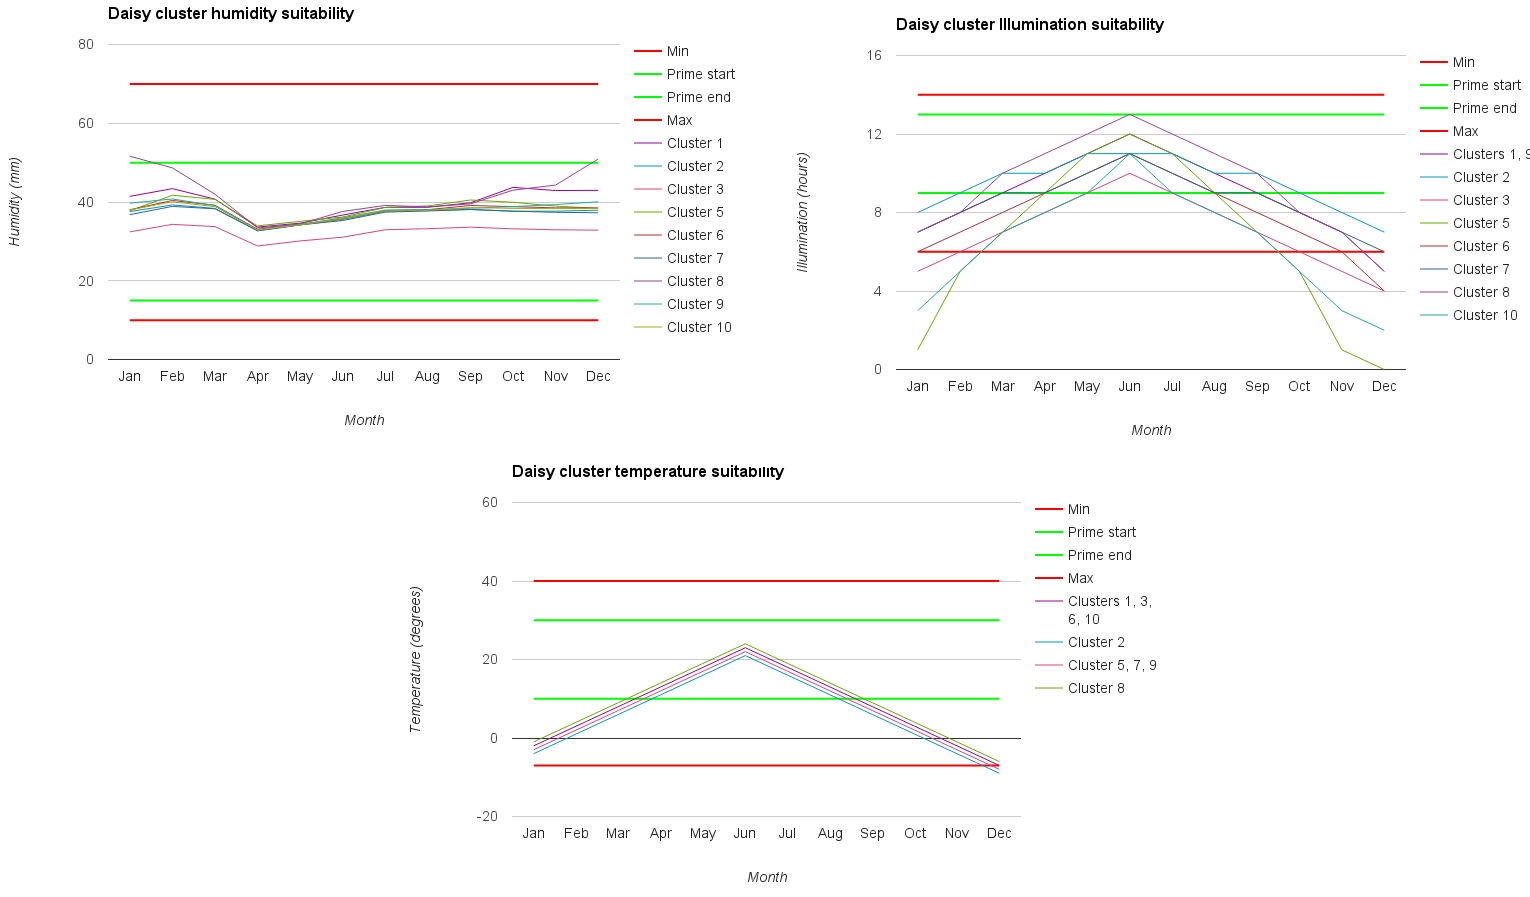 Daisy cluster humidity suitability
80
60
40
20
0
Humidity (mm)
Jan Feb Mar Apr May Jun Jul Aug Sep Oct Nov Dec
Month
Min
Prime start
Prime end
Max
Cluster 1
Cluster 2
Cluster 3
Cluster 5
Cluster 6
Cluster 7
Cluster 8
Cluster 9
Cluster 10
Daisy cluster Illumination suitability
16
12
8
4
0
Illumination (hours)
Jan Feb Mar Apr May Jun Jul Aug Sep Oct Nov Dec
Month
Min
Prime start
Prime end
Max
Clusters 1, 9
Cluster 2
Cluster 3
Cluster 5
Cluster 6
Cluster 7
Cluster 8
Cluster 10
Daisy cluster temperature suitability
60
40
20
0
-20
Temperature (degrees)
Jan Feb Mar Apr May Jun Jul Aug Sep Oct Nov Dec
Month
Min
Prime start
Prime end
Max
Clusters 1, 3,
6, 10
Cluster 2
Cluster 5, 7, 9
Cluster 8